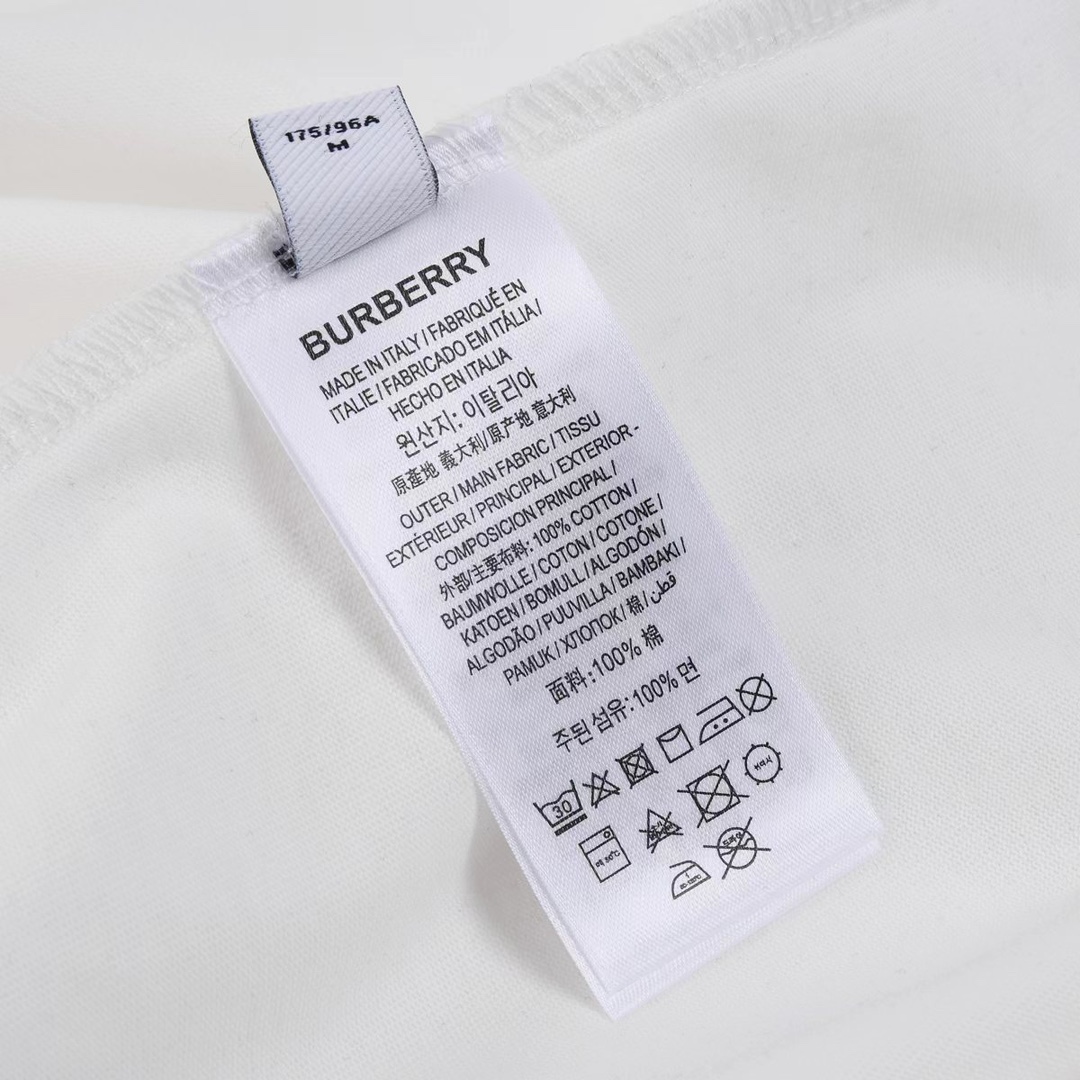 175/96A
M
BURBERRY
MADE IN ITALY / FABRIQUÉ EN
ITALIE / FABRICADO EM ITÁLIA /
HECHO EN ITALIA
원산지: 이탈리아
原產地 義大利/原产地 意大利
OUTER / MAIN FABRIC / TISSU
EXTÉRIEUR / PRINCIPAL / EXTERIOR -
COMPOSICION PRINCIPAL /
外部/主要布料: 100% COTTON /
BAUMWOLLE / COTON / COTONE /
KATOEN / BOMULL / ALGODÓN /
ALGODÃO / PUUVILLA / BAMBAKI /
PAMUK / ХЛОПОК / 棉 / قطن
面料:100% 棉
주된 섬유:100% 면
30